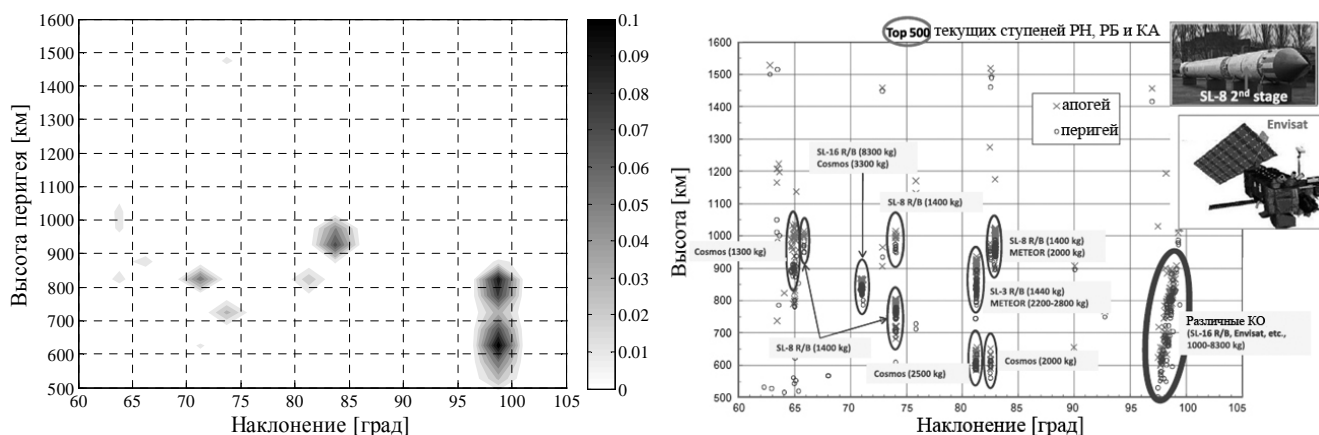 1600
1500
1400
1300
1200
1100
1000
900
800
700
600
500
Высота перигея [км]
60
65
70
75
80
85
90
95
100
105
Наклонение [град]
0.1
0.09
0.08
0.07
0.06
0.05
0.04
0.03
0.02
0.01
0
Top 500 текущих ступеней РН, РБ и КА
1600
1500
1400
1300
1200
1100
1000
900
800
700
600
500
Высота [км]
60
65
70
75
80
85
90
95
100
105
Наклонение [град]
SL-8 2nd stage
Envisat
апогей
перигей
SL-16 R/B (8300 kg)
Cosmos (3300 kg)
SL-8 R/B (1400 kg)
Cosmos (1300 kg)
SL-8 R/B (1400 kg)
METEOR (2000 kg)
SL-3 R/B (1440 kg)
METEOR (2200-2800 kg)
SL-8 R/B (1400 kg)
Cosmos (2500 kg)
Cosmos (2000 kg)
Различные КО
(SL-16 R/B, Envisat, etc.,
1000-8300 kg)